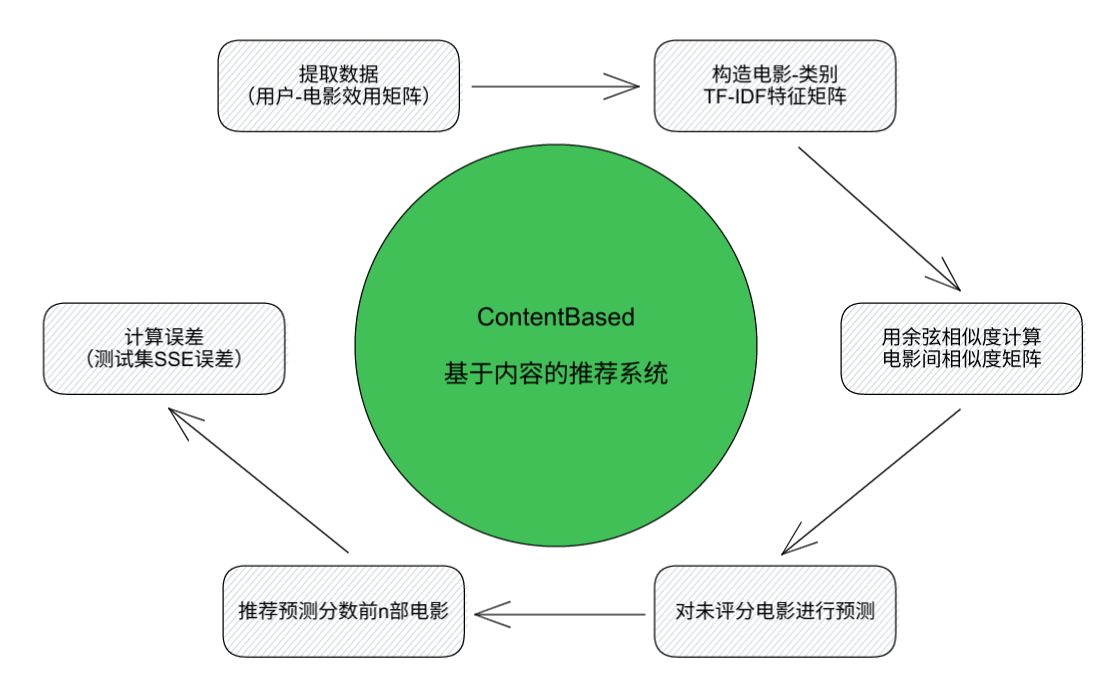 提取数据
（用户-电影效用矩阵）
构造电影-类别
TF-IDF特征矩阵
用余弦相似度计算
电影间相似度矩阵
对未评分电影进行预测
推荐预测分数前n部电影
计算误差
（测试集SSE误差）
ContentBased
基于内容的推荐系统